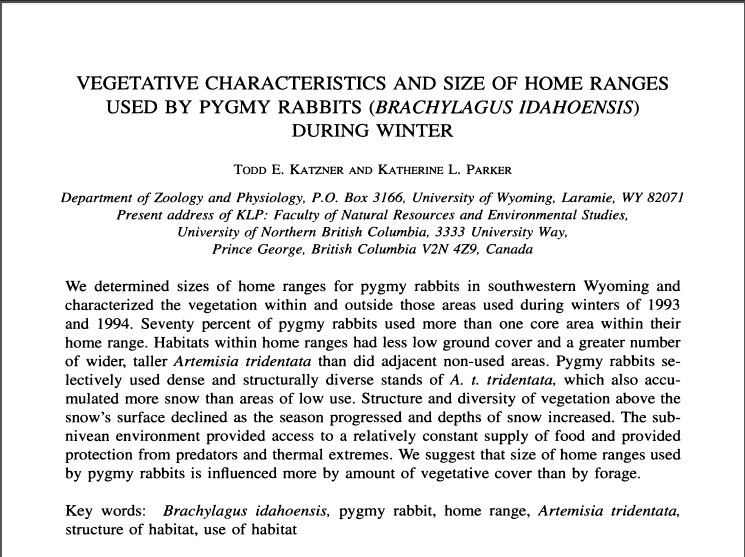 VEGETATIVE CHARACTERISTICS AND SIZE OF HOME RANGES
USED BY PYGMY RABBITS (BRACHYLAGUS IDAHOENSIS)
DURING WINTER
TODD E. KATZNER AND KATHERINE L. PARKER
Department of Zoology and Physiology, P.O. Box 3166, University of Wyoming, Laramie, WY 82071
Present address of KLP: Faculty of Natural Resources and Environmental Studies,
University of Northern British Columbia, 3333 University Way,
Prince George, British Columbia V2N 4Z9, Canada
We determined sizes of home ranges for pygmy rabbits in southwestern Wyoming and
characterized the vegetation within and outside those areas used during winters of 1993
and 1994. Seventy percent of pygmy rabbits used more than one core area within their
home range. Habitats within home ranges had less low ground cover and a greater number
of wider, taller Artemisia tridentata than did adjacent non-used areas. Pygmy rabbits se-
lectively used dense and structurally diverse stands of A. t. tridentata, which also accu-
mulated more snow than areas of low use. Structure and diversity of vegetation above the
snow's surface declined as the season progressed and depths of snow increased. The sub-
nivean environment provided access to a relatively constant supply of food and provided
protection from predators and thermal extremes. We suggest that size of home ranges used
by pygmy rabbits is influenced more by amount of vegetative cover than by forage.
Key words: Brachylagus idahoensis, pygmy rabbit, home range, Artemisia tridentata,
structure of habitat, use of habitat